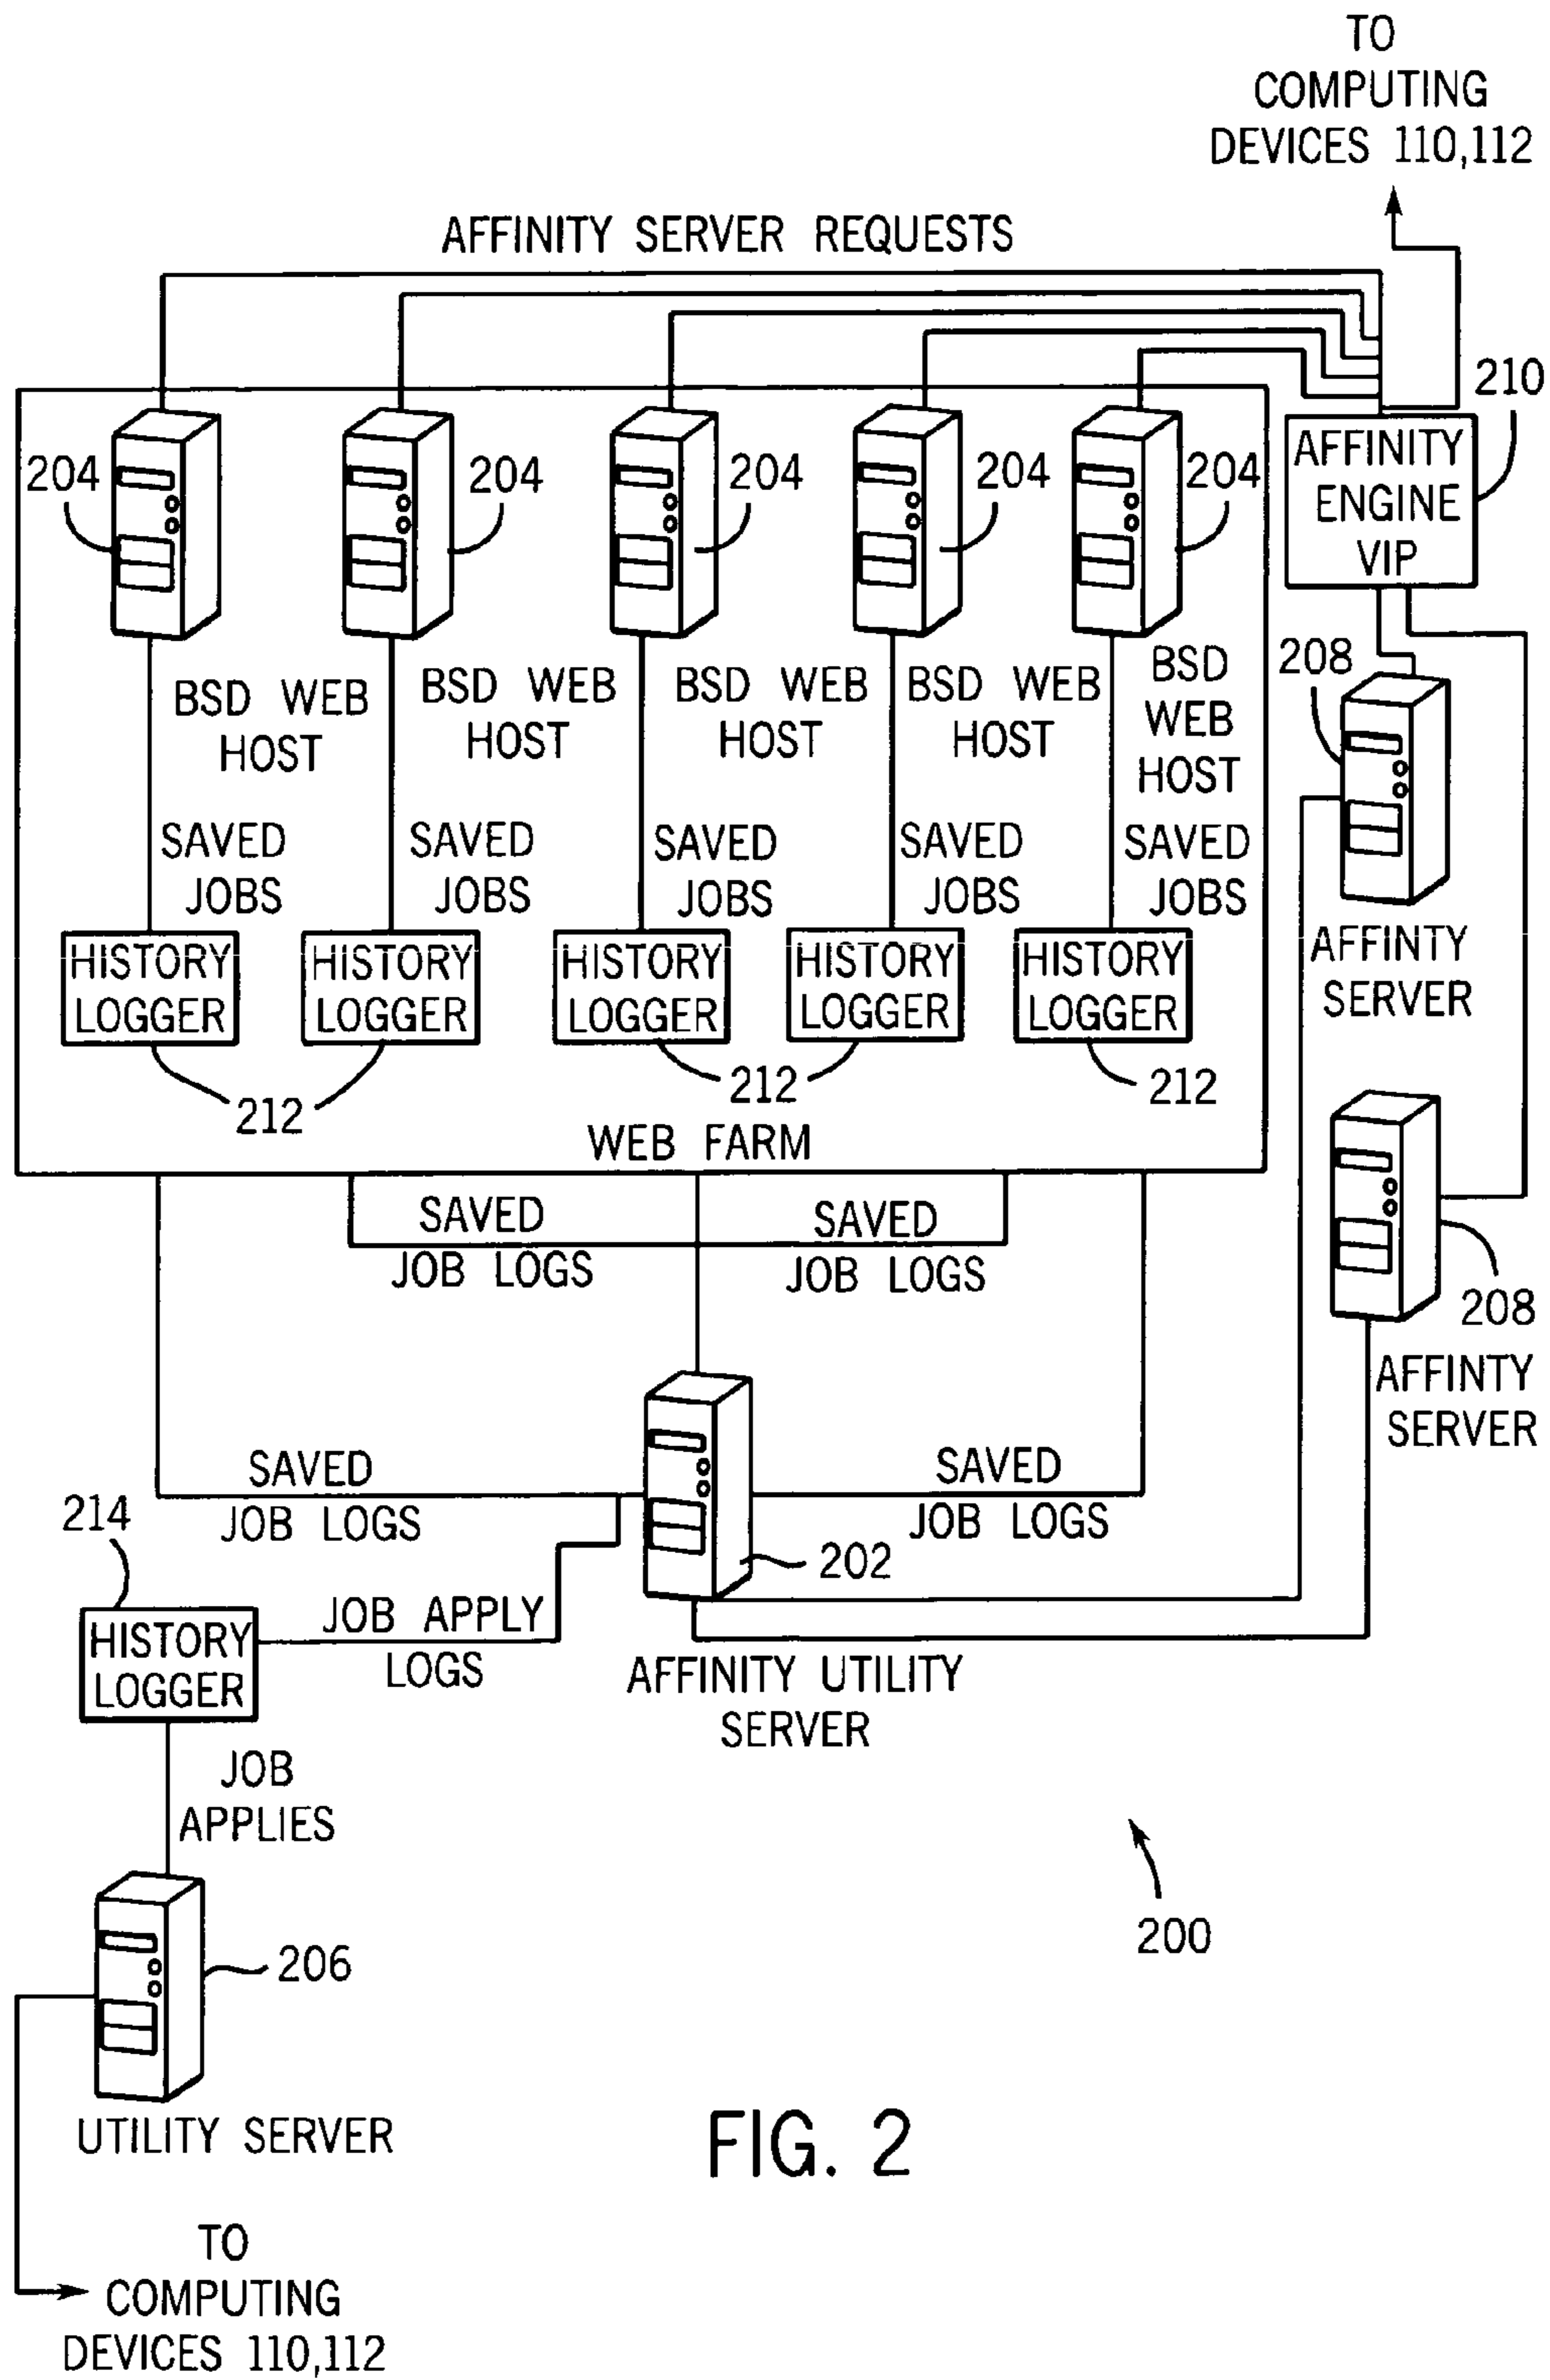 TO
COMPUTING
DEVICES 110,112
AFFINITY SERVER REQUESTS
210
AFFINITY
ENGINE
VIP
204
204
204
204
204
BSD WEB
HOST
BSD WEB
HOST
BSD WEB
HOST
BSD WEB
HOST
BSD
WEB
HOST
208
SAVED
JOBS
SAVED
JOBS
SAVED
JOBS
SAVED
JOBS
SAVED
JOBS
AFFINTY
SERVER
HISTORY
LOGGER
HISTORY
LOGGER
HISTORY
LOGGER
HISTORY
LOGGER
HISTORY
LOGGER
212
212
212
WEB FARM
SAVED
JOB LOGS
SAVED
JOB LOGS
208
AFFINTY
SERVER
SAVED
JOB LOGS
SAVED
JOB LOGS
214
202
HISTORY
LOGGER
JOB APPLY
LOGS
AFFINITY UTILITY
SERVER
JOB
APPLIES
200
206
UTILITY SERVER
FIG. 2
TO
COMPUTING
DEVICES 110,112